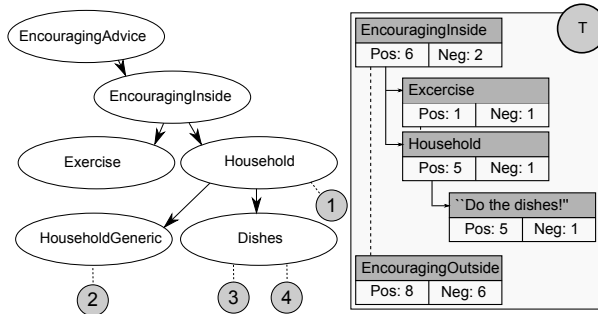 EncouragingAdvice
EncouragingInside
Exercise
Household
1
HouseholdGeneric
Dishes
2
3
4
T
EncouragingInside
Pos: 6 Neg: 2
Excercise
Pos: 1 Neg: 1
Household
Pos: 5 Neg: 1
``Do the dishes!"
Pos: 5 Neg: 1
EncouragingOutside
Pos: 8 Neg: 6